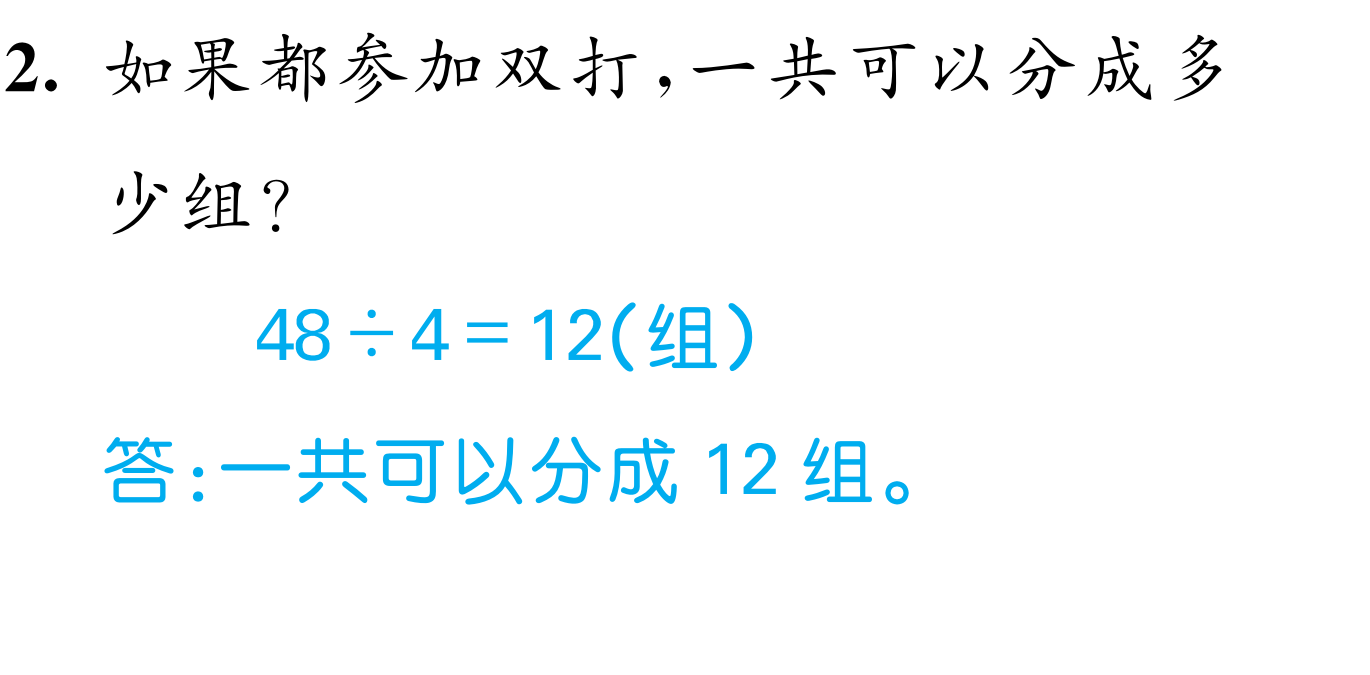 2. 如果都参加双打,一共可以分成多
少组?
48÷4=12(组)
答:一共可以分成 12 组。